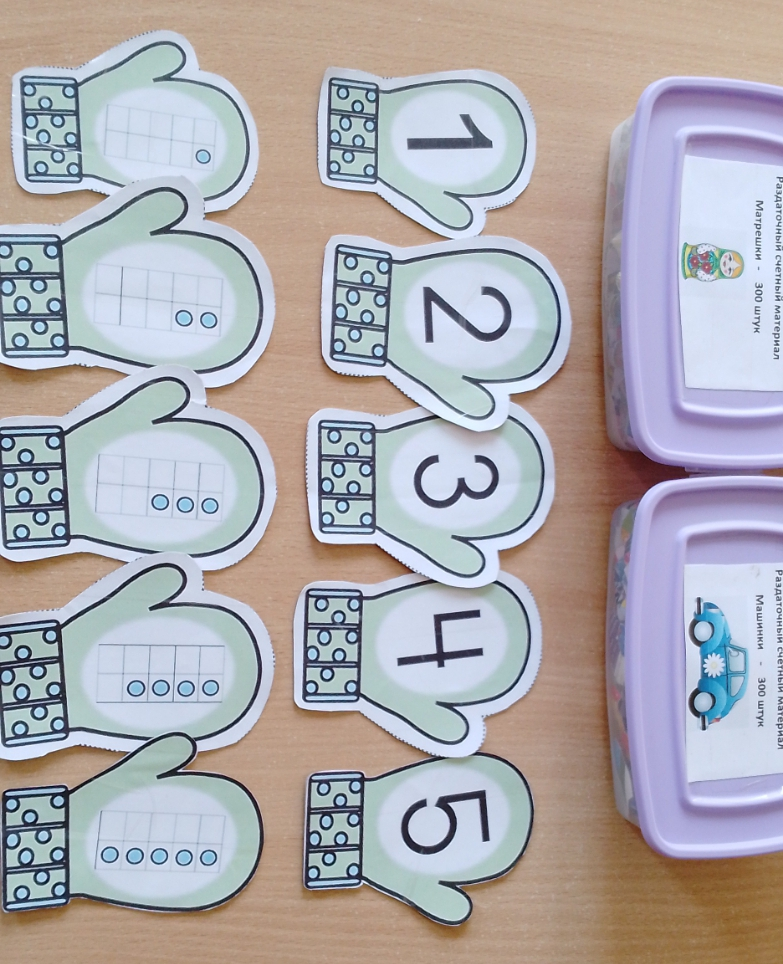 1
2
3
4
5
Раздаточный счетный материал
Матрешки - 300 штук
Раздаточный счетный материал
Машинки - 300 штук